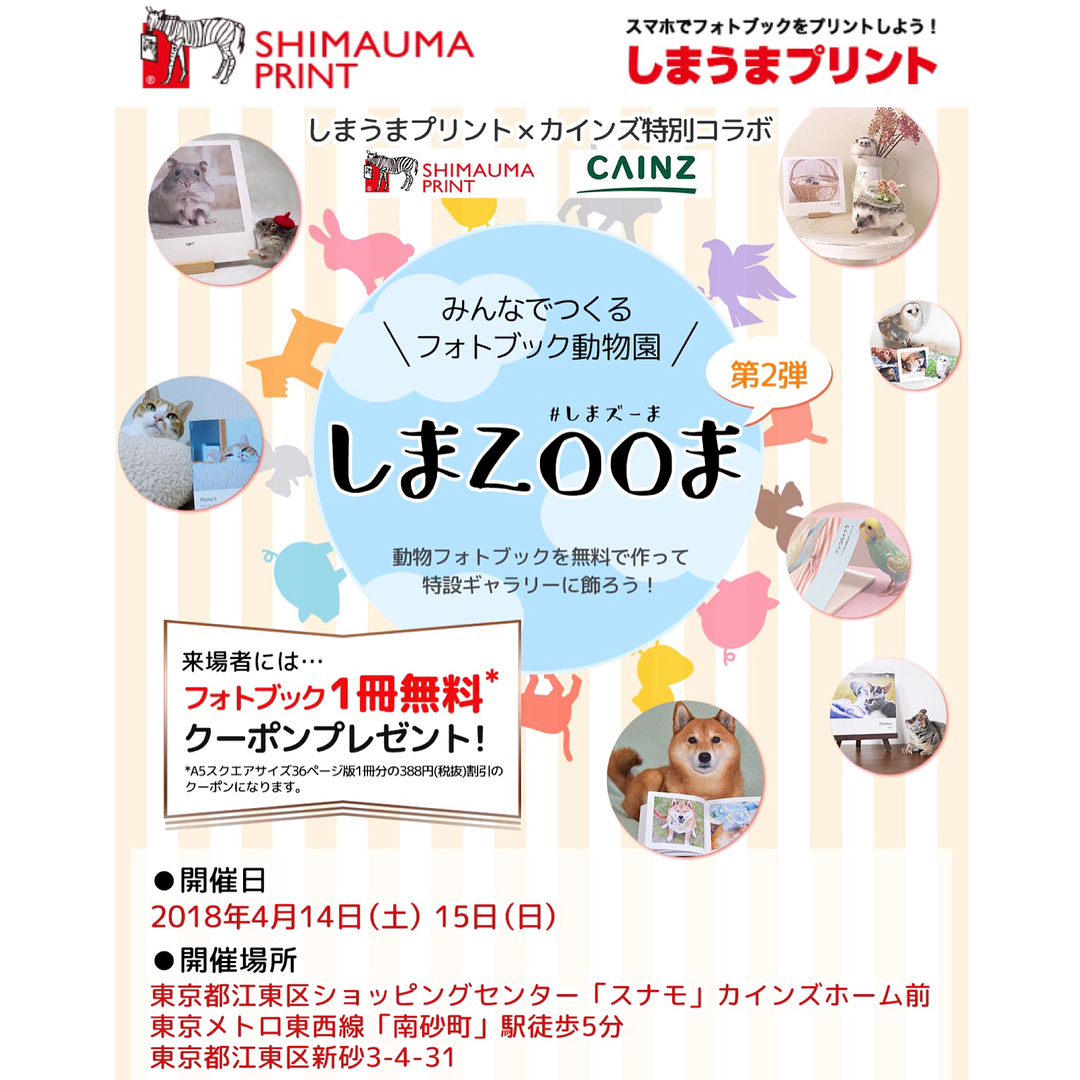 SHIMAUMA
PRINT
スマホでフォトブックをプリントしよう！
しまうまプリント
しまうまプリント×カインズ特別コラボ
SHIMAUMA
PRINT
CAINZ
みんなでつくる
フォトブック動物園
第2弾
#しまズーま
しまZOOま
動物フォトブックを無料で作って
特設ギャラリーに飾ろう！
来場者には…
フォトブック1冊無料*
クーポンプレゼント！
*A5スクエアサイズ36ページ版1冊分の388円(税抜)割引の
クーポンになります。
●開催日
2018年4月14日（土） 15日（日）
●開催場所
東京都江東区ショッピングセンター「スナモ」カインズホーム前
東京メトロ東西線「南砂町」駅徒歩5分
東京都江東区新砂3-4-31